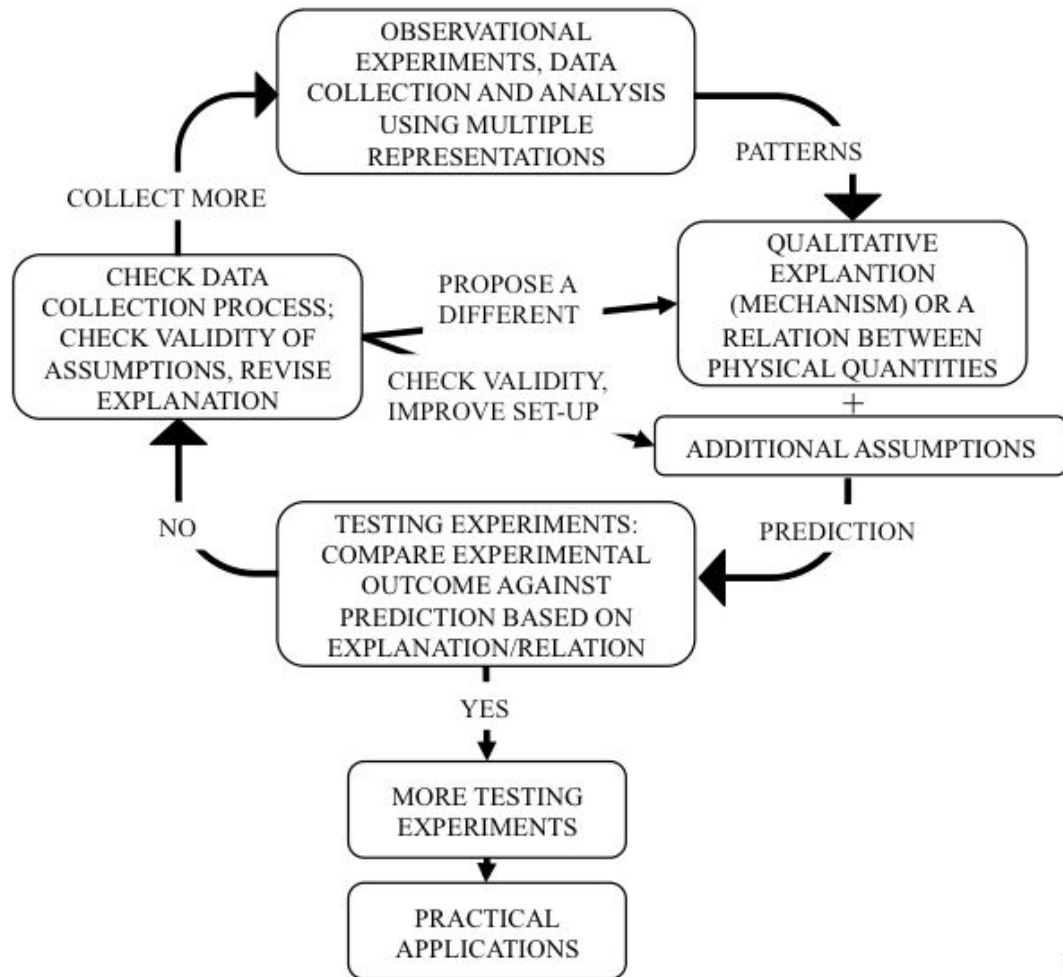 OBSERVATIONAL
EXPERIMENTS, DATA
COLLECTION AND ANALYSIS
USING MULTIPLE
REPRESENTATIONS
PATTERNS
COLLECT MORE
QUALITATIVE
EXPLANTION
(MECHANISM) OR A
RELATION BETWEEN
PHYSICAL QUANTITIES
+
ADDITIONAL ASSUMPTIONS
CHECK DATA
COLLECTION PROCESS;
CHECK VALIDITY OF
ASSUMPTIONS, REVISE
EXPLANATION
PROPOSE A
DIFFERENT
CHECK VALIDITY,
IMPROVE SET-UP
PREDICTION
NO
TESTING EXPERIMENTS:
COMPARE EXPERIMENTAL
OUTCOME AGAINST
PREDICTION BASED ON
EXPLANATION/RELATION
YES
MORE TESTING
EXPERIMENTS
PRACTICAL
APPLICATIONS